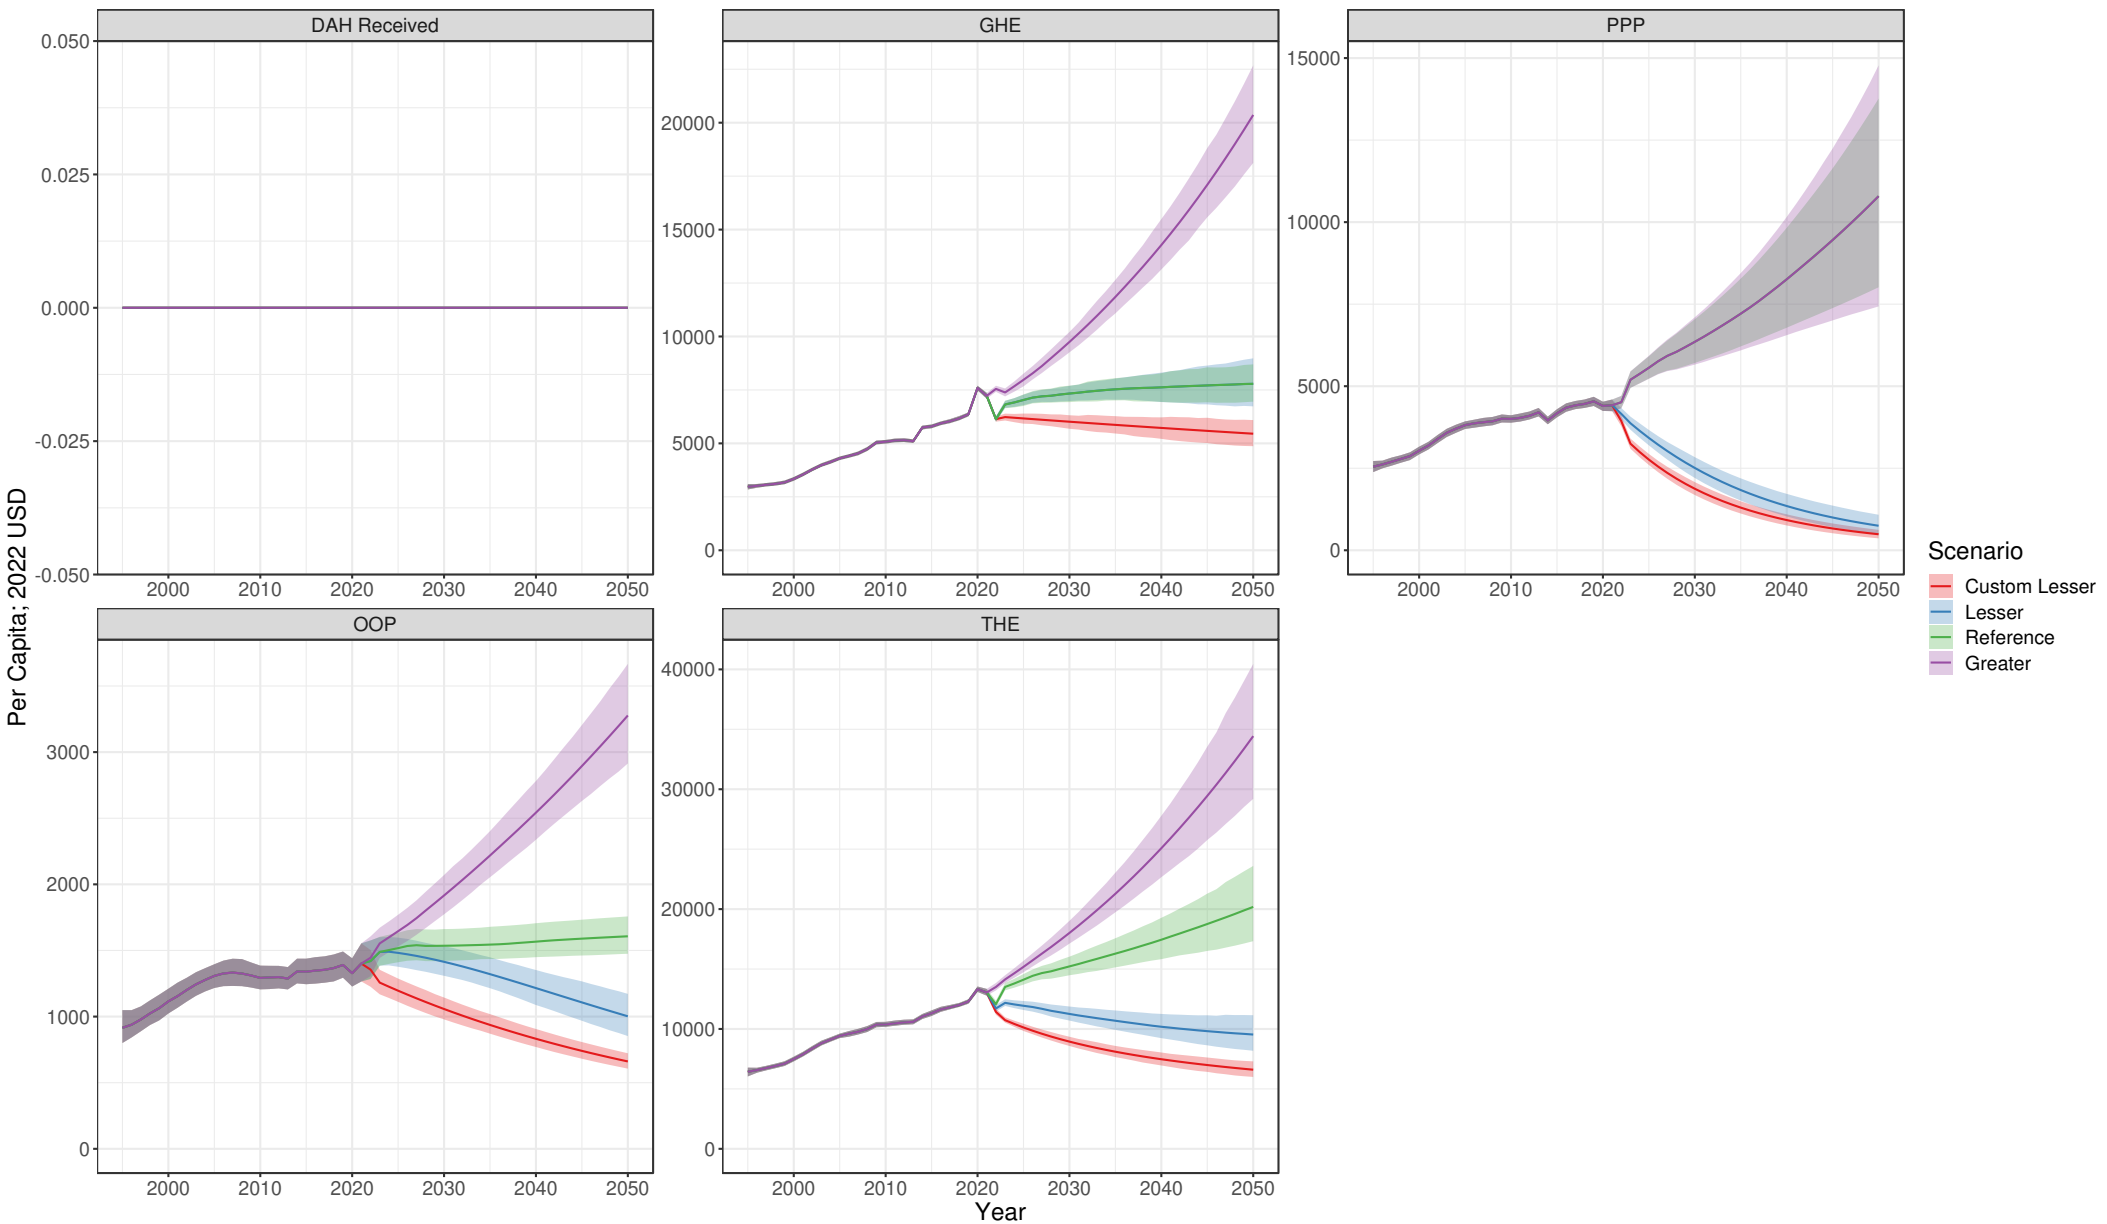 DAH Received
GHE
PPP
0.050
0.025
0.000
-0.025
-0.050
20000
15000
10000
5000
0
15000
10000
5000
0
2000 2010 2020 2030 2040 2050
2000 2010 2020 2030 2040 2050
2000 2010 2020 2030 2040 2050
Per Capita; 2022 USD
OOP
THE
3000
2000
1000
0
40000
30000
20000
10000
0
2000 2010 2020 2030 2040 2050
2000 2010 2020 2030 2040 2050
Year
Scenario
Custom Lesser
Lesser
Reference
Greater